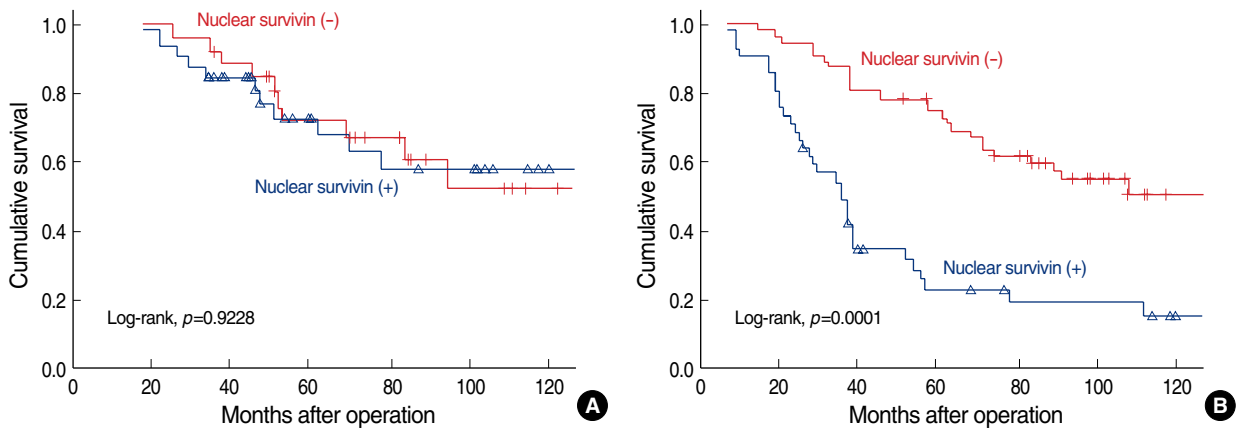 Cumulative survival
1.0
0.8
0.6
0.4
0.2
0.0
Nuclear survivin (−)
Nuclear survivin (+)
Log-rank, p=0.9228
0 20 40 60 80 100 120
Months after operation
A
Cumulative survival
1.0
0.8
0.6
0.4
0.2
0.0
Nuclear survivin (−)
Nuclear survivin (+)
Log-rank, p=0.0001
0 20 40 60 80 100 120
Months after operation
B